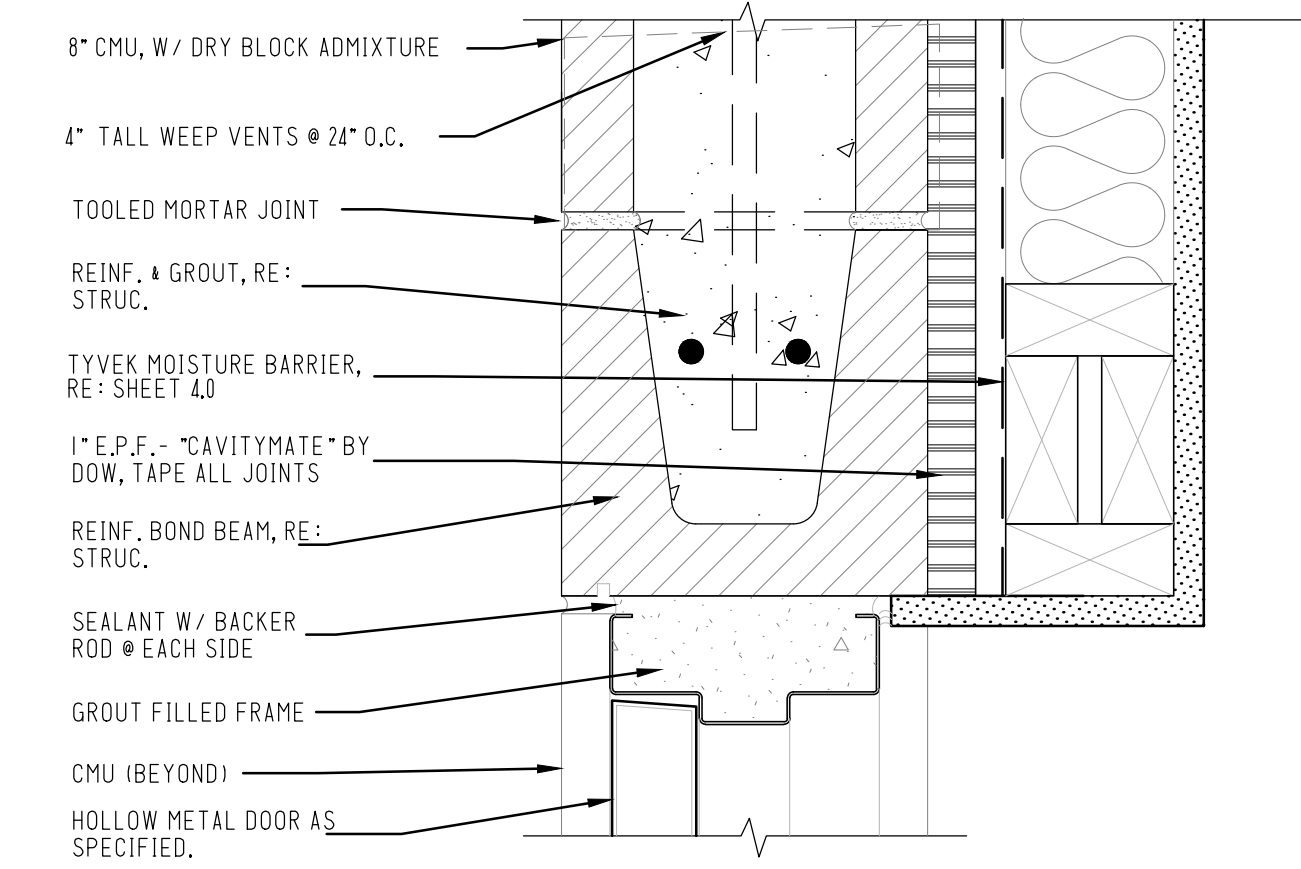 8" CMU, W/ DRY BLOCK ADMIXTURE
4" TALL WEEP VENTS @ 24" O.C.
TOOLED MORTAR JOINT
REINF. & GROUT, RE:
STRUC.
TYVEK MOISTURE BARRIER,
RE: SHEET 4.0
1" E.P.F.- "CAVITYMATE" BY
DOW, TAPE ALL JOINTS
REINF. BOND BEAM, RE:
STRUC.
SEALANT W/ BACKER
ROD @ EACH SIDE
GROUT FILLED FRAME
CMU (BEYOND)
HOLLOW METAL DOOR AS
SPECIFIED.